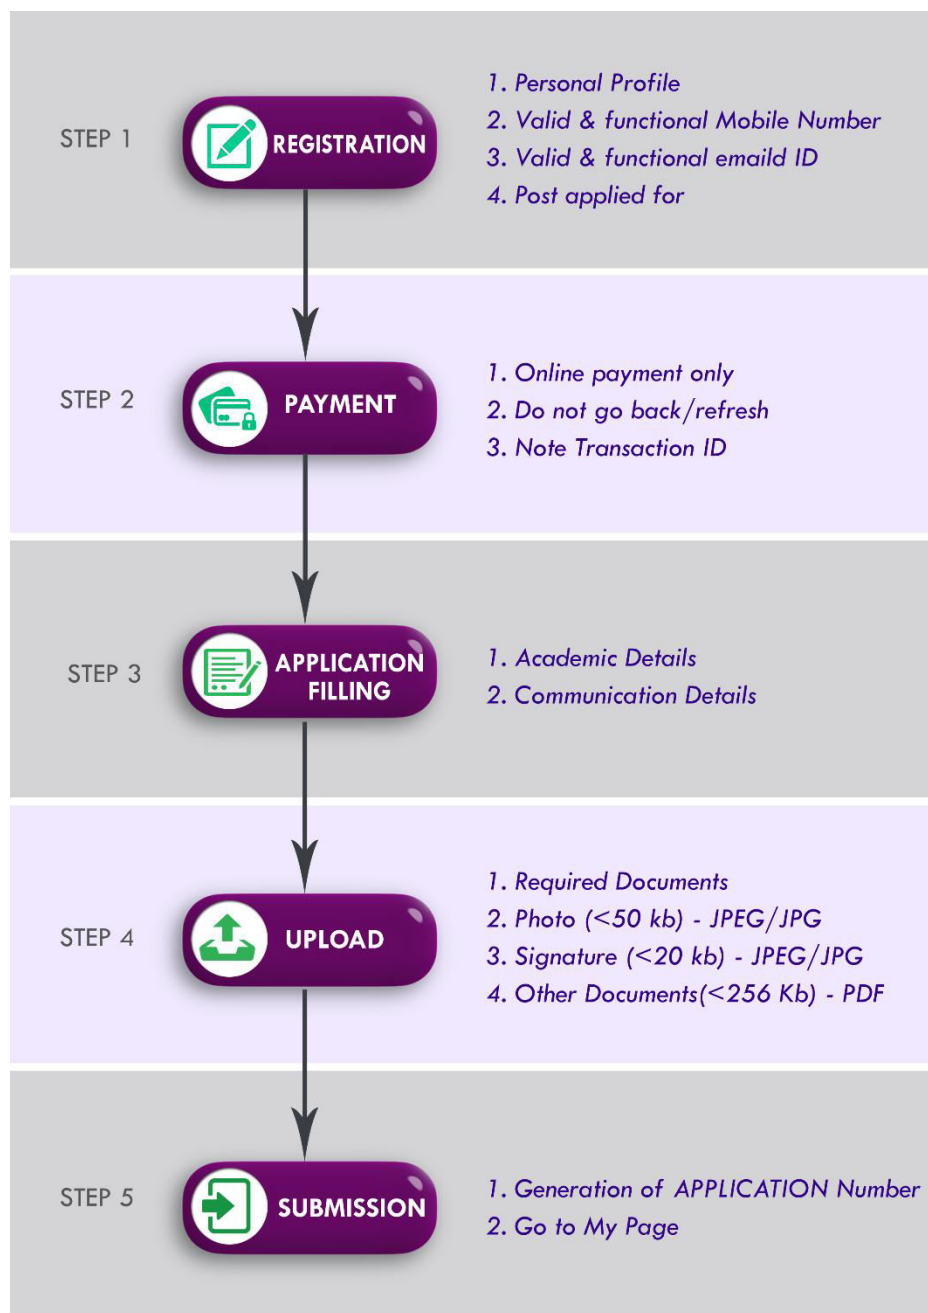 STEP 1
REGISTRATION
1. Personal Profile
2. Valid & functional Mobile Number
3. Valid & functional emaild ID
4. Post applied for
STEP 2
PAYMENT
1. Online payment only
2. Do not go back/refresh
3. Note Transaction ID
STEP 3
APPLICATION
FILLING
1. Academic Details
2. Communication Details
STEP 4
UPLOAD
1. Required Documents
2. Photo (<50 kb) - JPEG/JPG
3. Signature (<20 kb) - JPEG/JPG
4. Other Documents(<256 Kb) - PDF
STEP 5
SUBMISSION
1. Generation of APPLICATION Number
2. Go to My Page